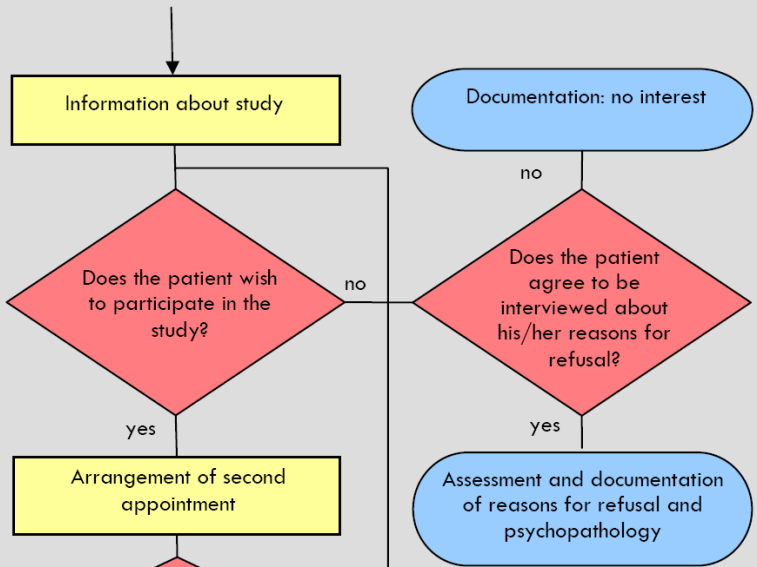 Information about study
Documentation: no interest
no
Does the patient wish
to participate in the
study?
no
Does the patient
agree to be
interviewed about
his/her reasons for
refusal?
yes
yes
Arrangement of second
appointment
Assessment and documentation
of reasons for refusal and
psychopathology